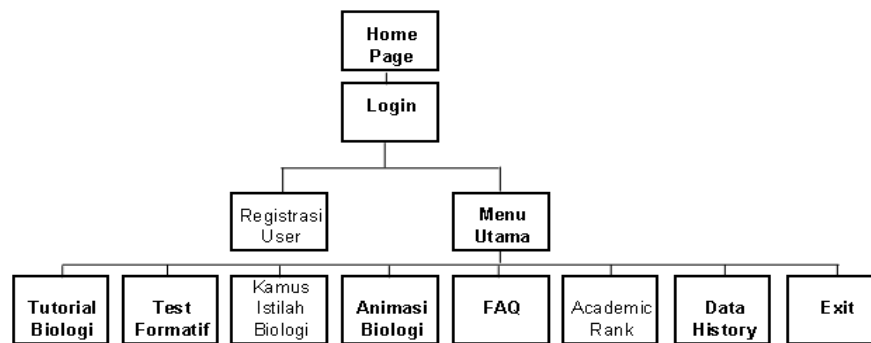 Home
Page
Login
Registrasi
User
Menu
Utama
Tutorial
Biologi
Test
Formatif
Kamus
Istilah
Biologi
Animasi
Biologi
FAQ
Academic
Rank
Data
History
Exit